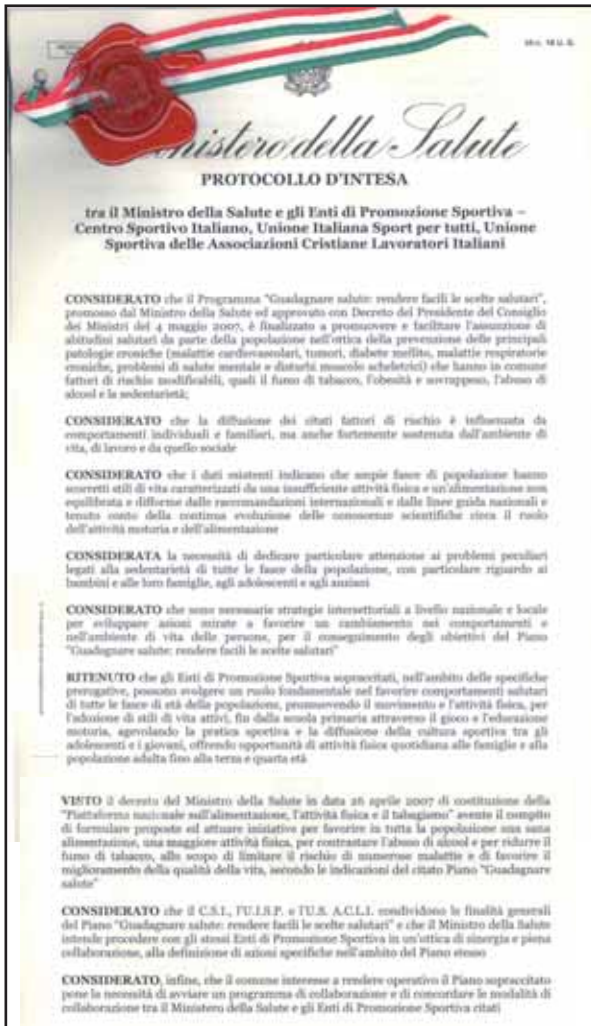 Mod. 18 U. G.
Ministero della Salute
PROTOCOLLO D'INTESA
tra il Ministro della Salute e gli Enti di Promozione Sportiva –
Centro Sportivo Italiano, Unione Italiana Sport per tutti, Unione
Sportiva delle Associazioni Cristiane Lavoratori Italiani
CONSIDERATO che il Programma "Guadagnare salute: rendere facili le scelte salutari",
promosso dal Ministro della Salute ed approvato con Decreto del Presidente del Consiglio
dei Ministri del 4 maggio 2007, è finalizzato a promuovere e facilitare l'assunzione di
abitudini salutari da parte della popolazione nell'ottica della prevenzione delle principali
patologie croniche (malattie cardiovascolari, tumori, diabete mellito, malattie respiratorie
croniche, problemi di salute mentale e disturbi muscolo scheletrici) che hanno in comune
fattori di rischio modificabili, quali il fumo di tabacco, l'obesità e sovrappeso, l'abuso di
alcool e la sedentarietà;
CONSIDERATO che la diffusione dei citati fattori di rischio è influenzata da
comportamenti individuali e familiari, ma anche fortemente sostenuta dall'ambiente di
vita, di lavoro e da quello sociale
CONSIDERATO che i dati esistenti indicano che ampie fasce di popolazione hanno
scorretti stili di vita caratterizzati da una insufficiente attività fisica e un'alimentazione non
equilibrata e difforme dalle raccomandazioni internazionali e dalle linee guida nazionali e
tenuto conto della continua evoluzione delle conoscenze scientifiche circa il ruolo
dell'attività motoria e dell'alimentazione
CONSIDERATA la necessità di dedicare particolare attenzione ai problemi peculiari
legati alla sedentarietà di tutte le fasce della popolazione, con particolare riguardo ai
bambini e alle loro famiglie, agli adolescenti e agli anziani
CONSIDERATO che sono necessarie strategie intersettoriali a livello nazionale e locale
per sviluppare azioni mirate a favorire un cambiamento nei comportamenti e
nell'ambiente di vita delle persone, per il conseguimento degli obiettivi del Piano
"Guadagnare salute: rendere facili le scelte salutari"
RITENUTO che gli Enti di Promozione Sportiva sopraccitati, nell'ambito delle specifiche
prerogative, possono svolgere un ruolo fondamentale nel favorire comportamenti salutari
di tutte le fasce di età della popolazione, promuovendo il movimento e l'attività fisica, per
l'adozione di stili di vita attivi, fin dalla scuola primaria attraverso il gioco e l'educazione
motoria, agevolando la pratica sportiva e la diffusione della cultura sportiva tra gli
adolescenti e i giovani, offrendo opportunità di attività fisica quotidiana alle famiglie e alla
popolazione adulta fino alla terza e quarta età
VISTO il decreto del Ministro della Salute in data 26 aprile 2007 di costituzione della
"Piattaforma nazionale sull'alimentazione, l'attività fisica e il tabagismo" avente il compito
di formulare proposte ed attuare iniziative per favorire in tutta la popolazione una sana
alimentazione, una maggiore attività fisica, per contrastare l'abuso di alcool e per ridurre il
fumo di tabacco, allo scopo di limitare il rischio di numerose malattie e di favorire il
miglioramento della qualità della vita, secondo le indicazioni del citato Piano "Guadagnare
salute"
CONSIDERATO che il C.S.I., l'U.I.S.P. e l'U.S. A.C.L.I. condividono le finalità generali
del Piano "Guadagnare salute: rendere facili le scelte salutari" e che il Ministro della Salute
intende procedere con gli stessi Enti di Promozione Sportiva in un'ottica di sinergia e piena
collaborazione, alla definizione di azioni specifiche nell'ambito del Piano stesso
CONSIDERATO, infine, che il comune interesse a rendere operativo il Piano sopraccitato
pone la necessità di avviare un programma di collaborazione e di concordare le modalità di
collaborazione tra il Ministero della Salute e gli Enti di Promozione Sportiva citati